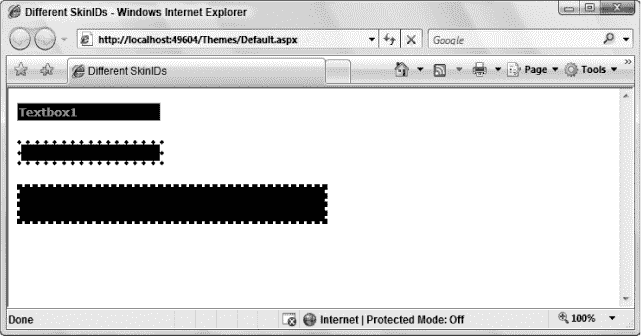 Different SkinIDs - Windows Internet Explorer
http://localhost:49604/Themes/Default.aspx
Google
Different SkinIDs
Page
Tools
»
Textbox1
Done
Internet | Protected Mode: Off
100%